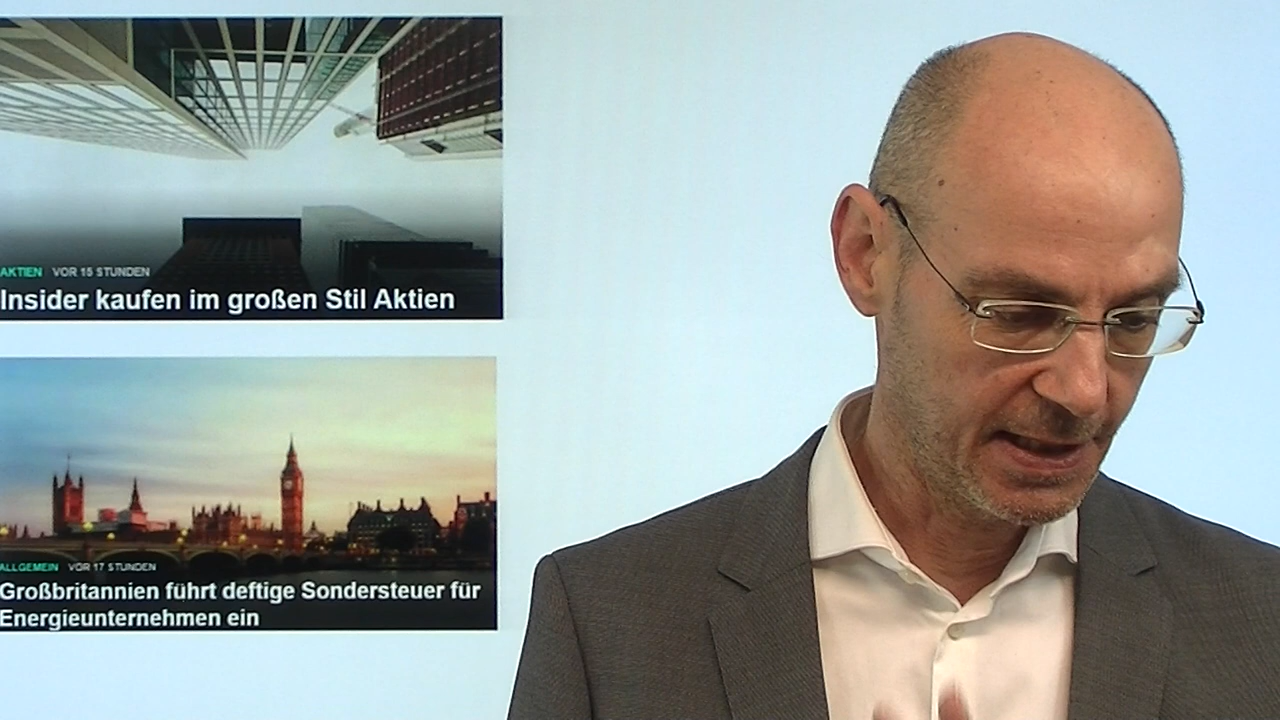 AKTIEN VOR 15 STUNDEN
Insider kaufen im großen Stil Aktien
ALLGEMEIN VOR 17 STUNDEN
Großbritannien führt deftige Sondersteuer für
Energieunternehmen ein